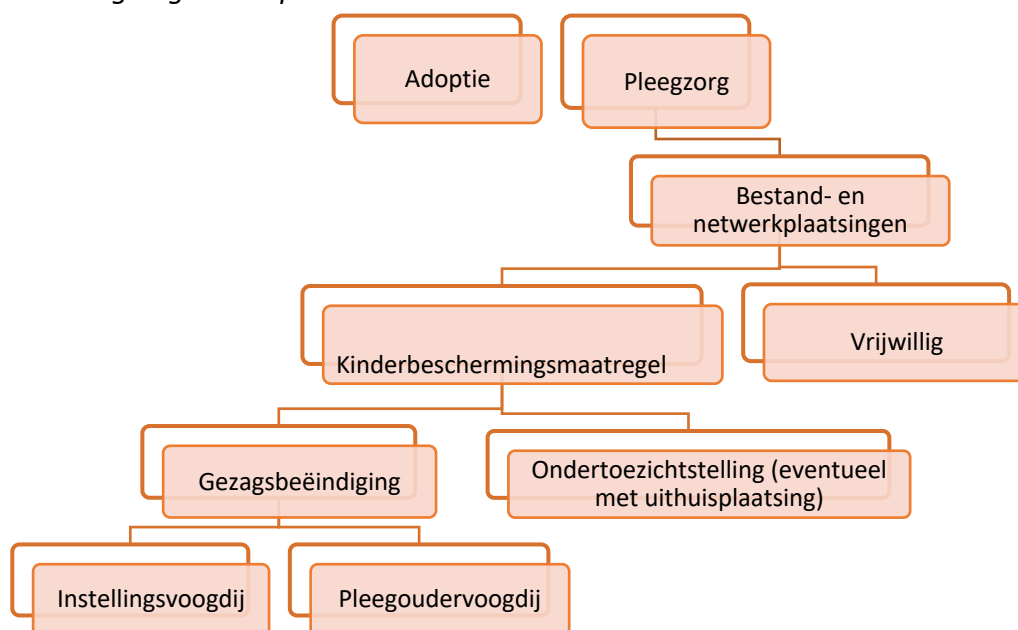 Adoptie
Pleegzorg
Bestand- en
netwerkplaatsingen
Kinderbeschermingsmaatregel
Vrijwillig
Gezagsbeëindiging
Ondertoezichtstelling (eventueel
met uithuisplaatsing)
Instellingsvoogdij
Pleegoudervoogdij